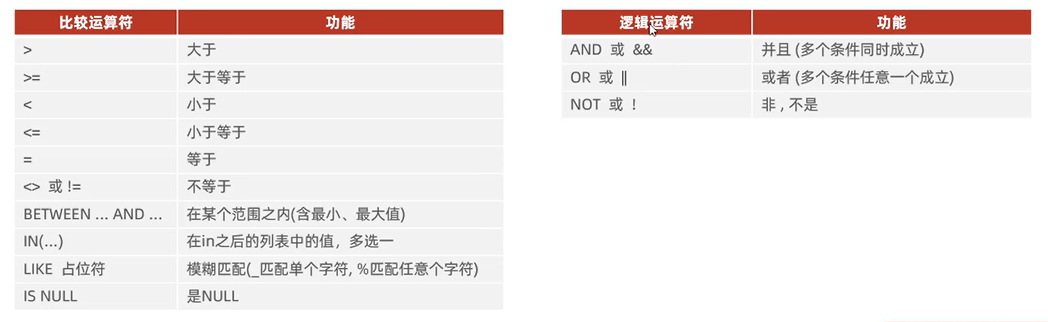 比较运算符 功能
> 大于
>= 大于等于
< 小于
<= 小于等于
= 等于
<> 或 != 不等于
BETWEEN ... AND ... 在某个范围之内(含最小、最大值)
IN(...) 在in之后的列表中的值，多选一
LIKE 占位符 模糊匹配(_匹配单个字符, %匹配任意个字符)
IS NULL 是NULL
逻辑运算符 功能
AND 或 && 并且 (多个条件同时成立)
OR 或 || 或者 (多个条件任意一个成立)
NOT 或 ! 非 , 不是